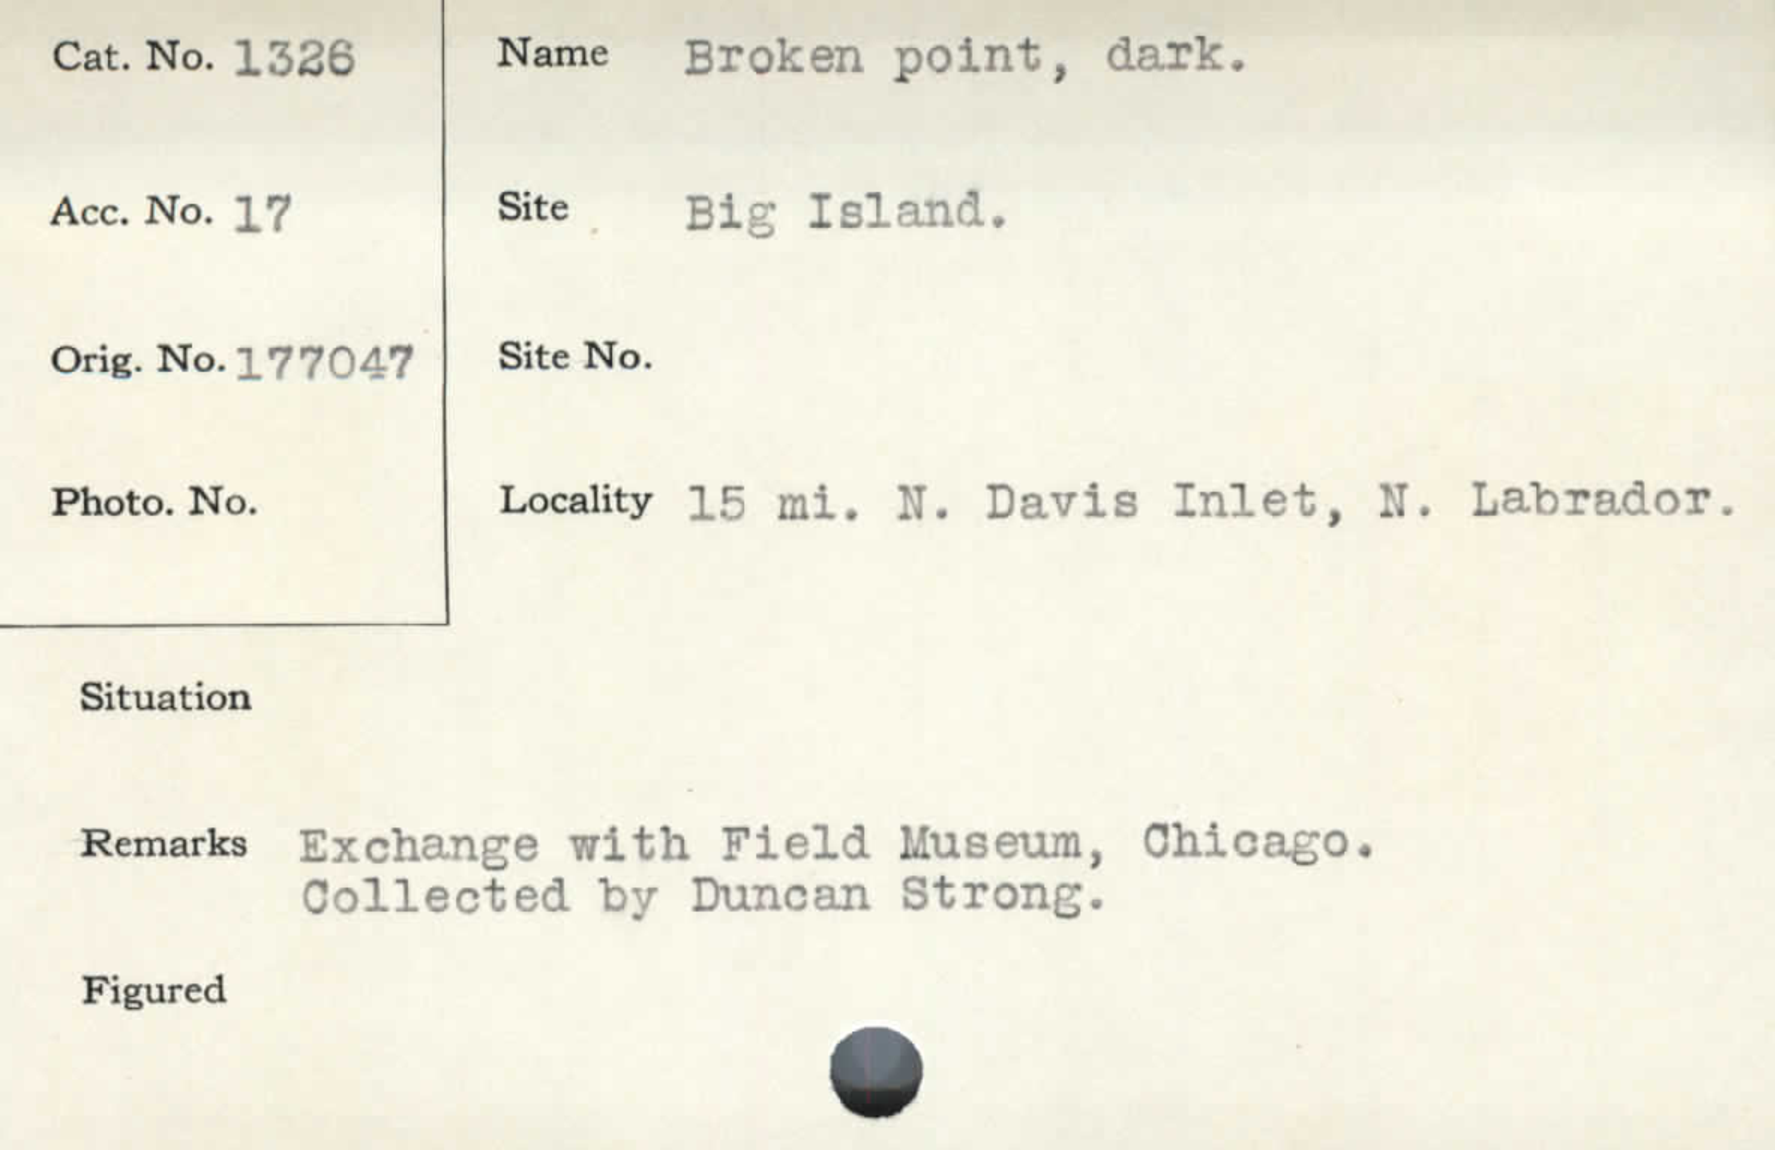 Cat. No. 1326
Name Broken point, dark.
Acc. No. 17
Site Big Island.
Orig. No. 177047
Site No.
Photo. No.
Locality 15 mi. N. Davis Inlet, N. Labrador.
Situation
Remarks Exchange with Field Museum, Chicago.
Collected by Duncan Strong.
Figured